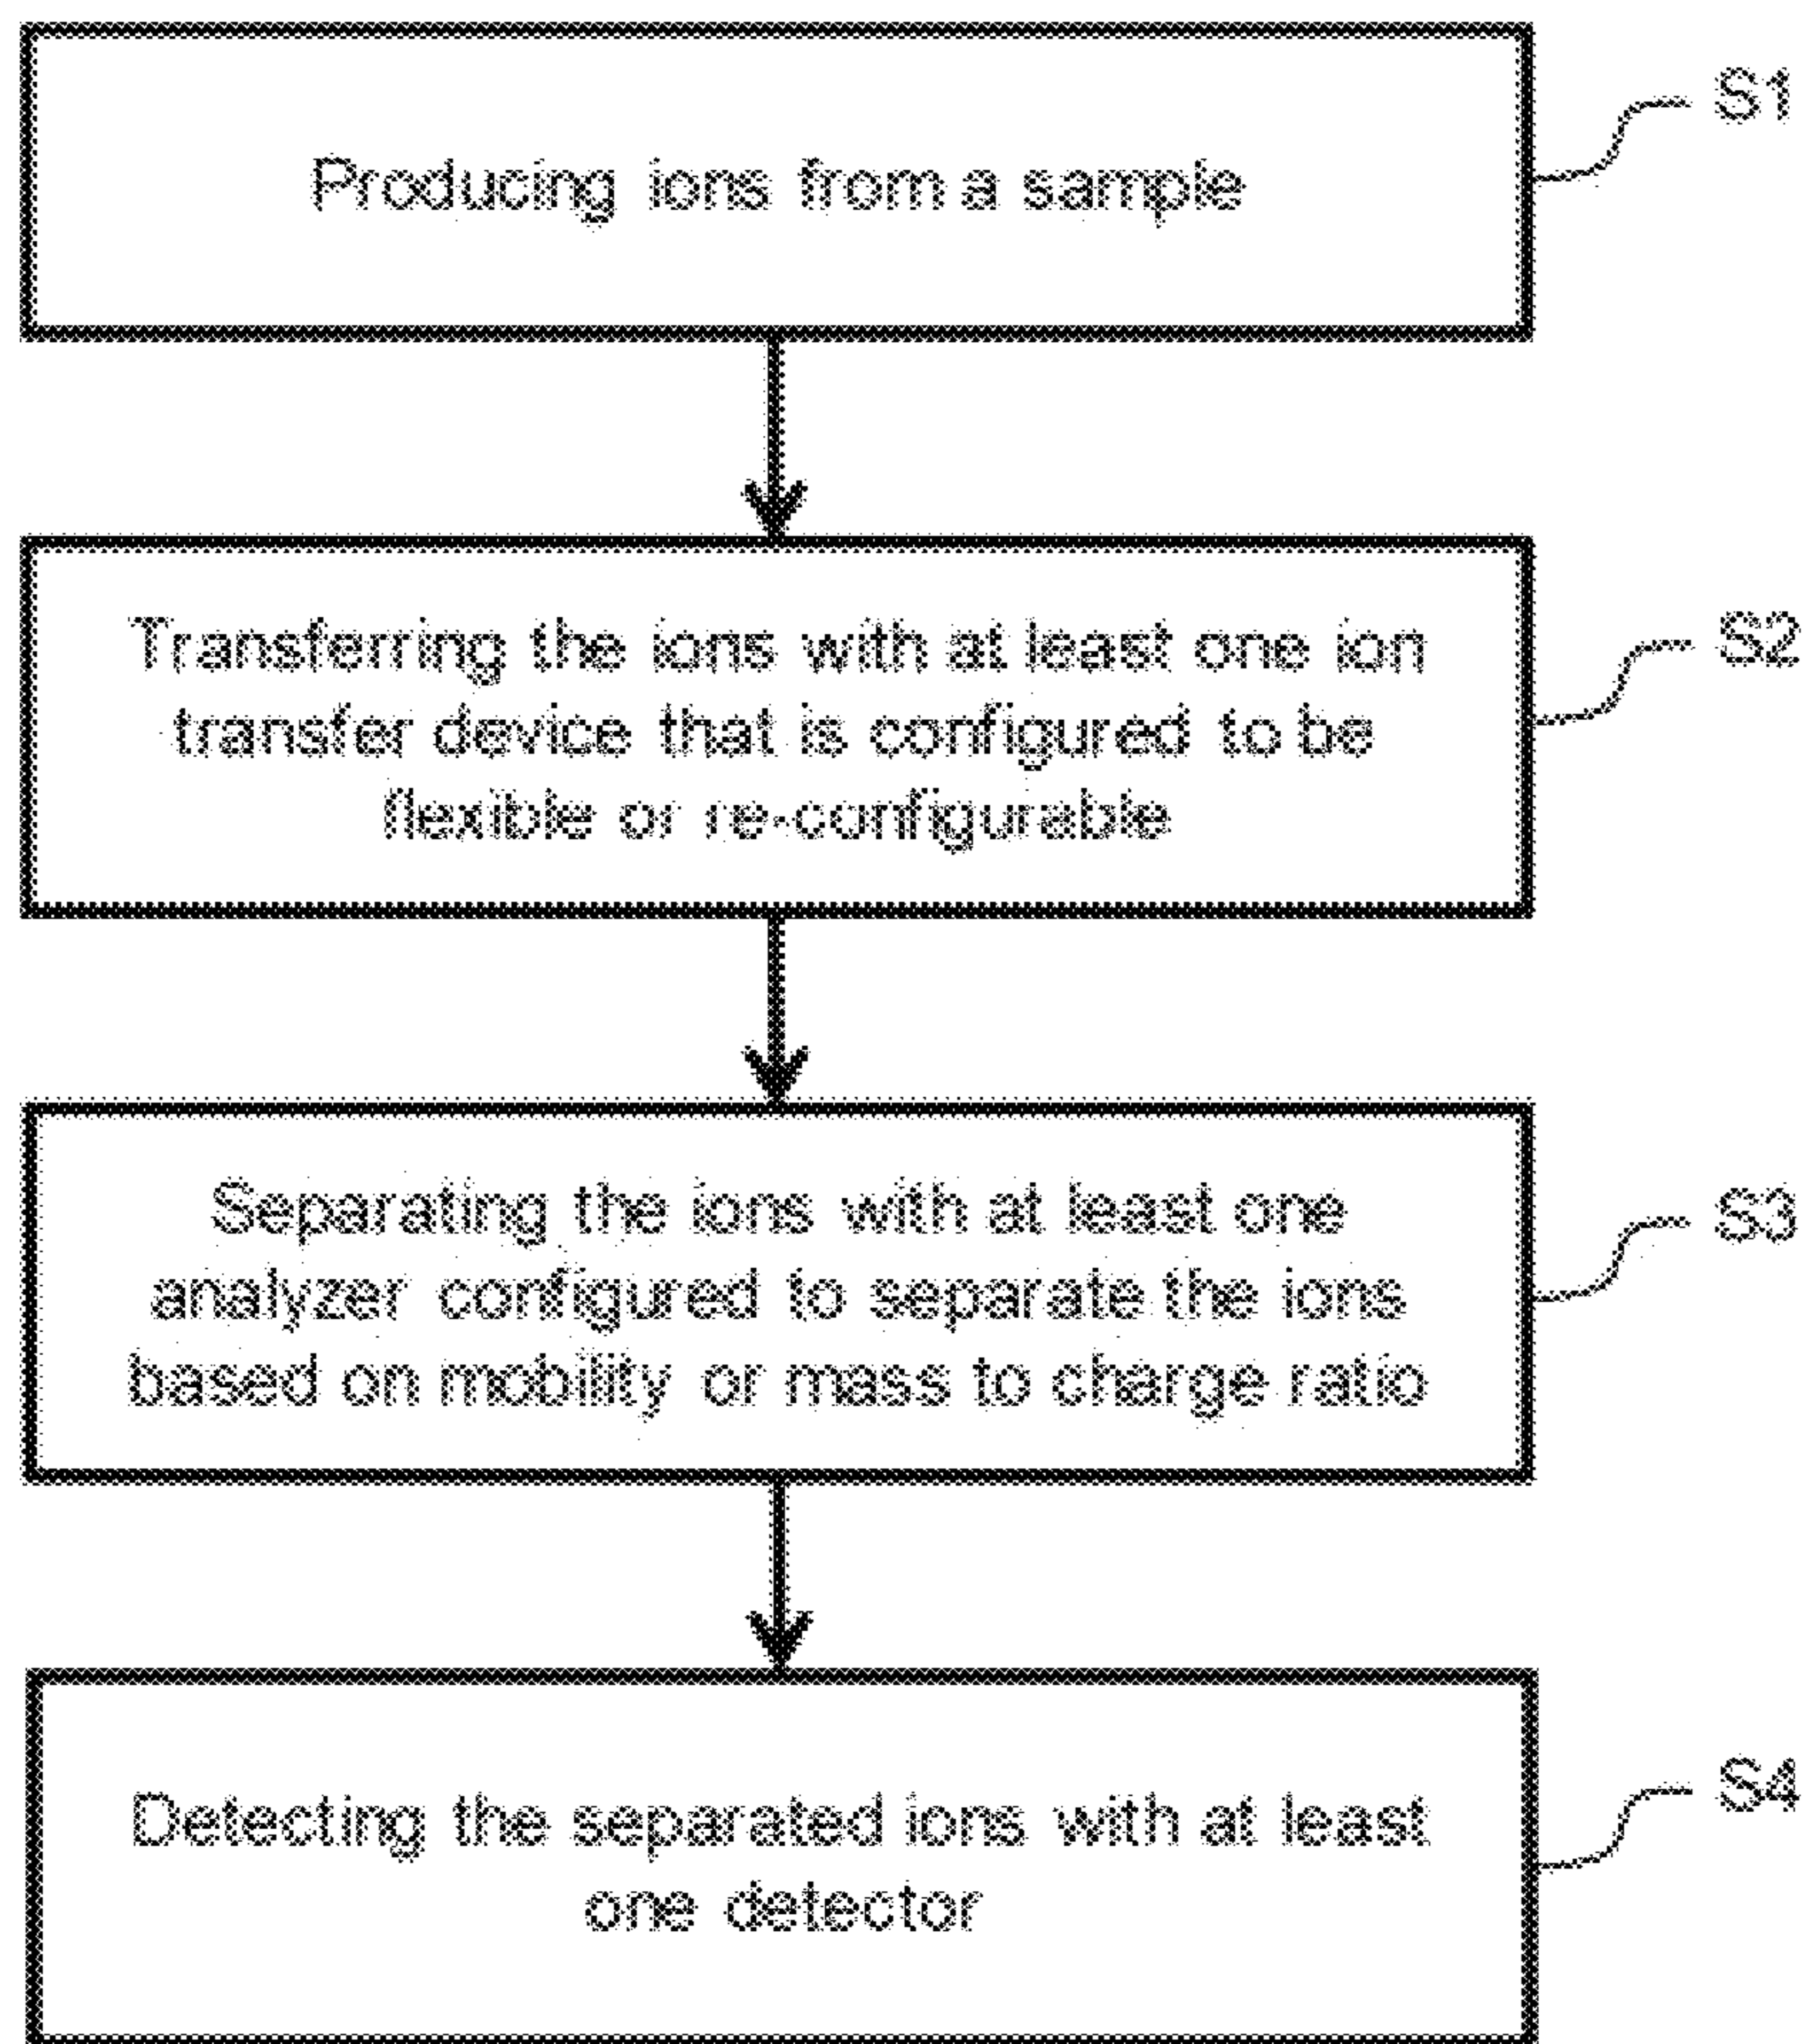 Producing ions from a sample
S1
Transferring the ions with at least one ion
transfer device that is configured to be
flexible or re-configurable
S2
Separating the ions with at least one
analyzer configured to separate the ions
based on mobility or mass to charge ratio
S3
Detecting the separated ions with at least
one detector
S4